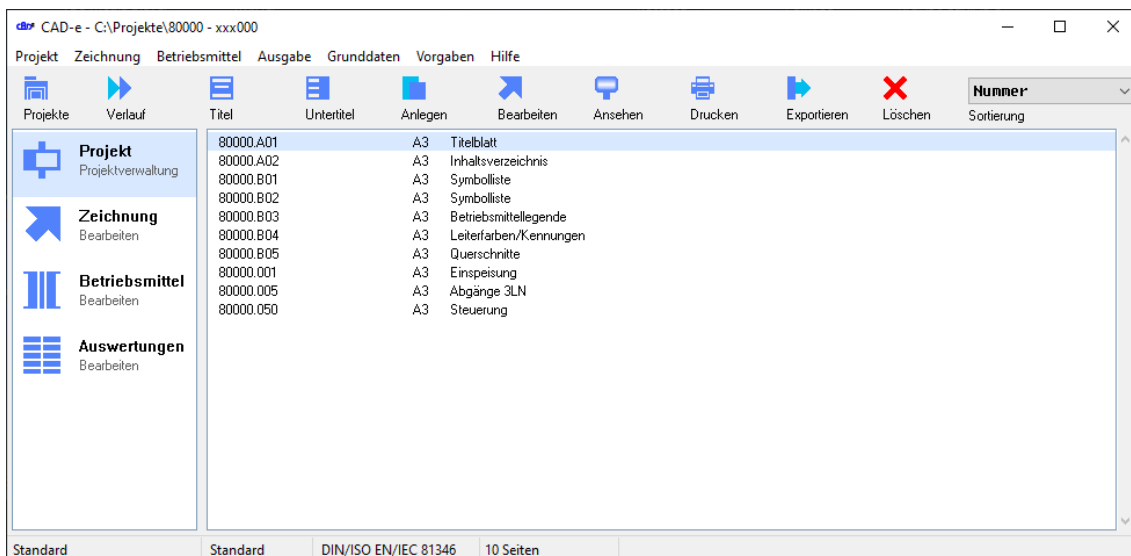 CAD-e - C:\Projekte\80000 - xxx000
Projekt Zeichnung Betriebsmittel Ausgabe Grunddaten Vorgaben Hilfe
Projekte Verlauf Titel Untertitel Anlegen Bearbeiten Ansehen Drucken Exportieren Löschen
Nummer
Sortierung
Projekt
Projektverwaltung
Zeichnung
Bearbeiten
Betriebsmittel
Bearbeiten
Auswertungen
Bearbeiten
80000.A01 A3 Titelblatt
80000.A02 A3 Inhaltsverzeichnis
80000.B01 A3 Symbolliste
80000.B02 A3 Symbolliste
80000.B03 A3 Betriebsmittellegende
80000.B04 A3 Leiterfarben/Kennungen
80000.B05 A3 Querschnitte
80000.001 A3 Einspeisung
80000.005 A3 Abgänge 3LN
80000.050 A3 Steuerung
Standard Standard DIN/ISO EN/IEC 81346 10 Seiten